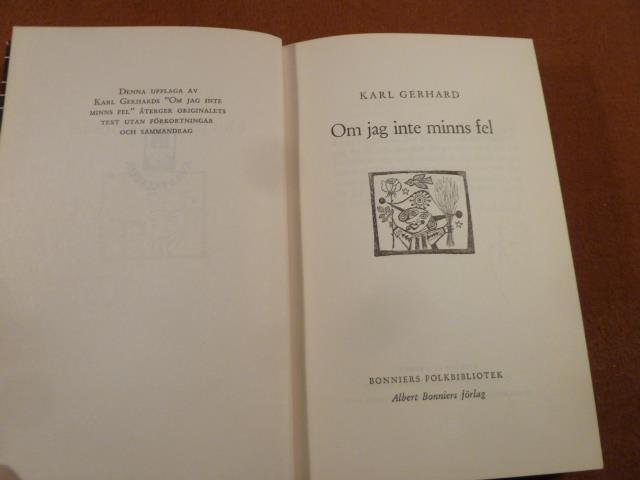 DENNA UPPLAGA AV
KARL GERHARDS "OM JAG INTE
MINNS FEL" ÅTERGER ORIGINALETS
TEXT UTAN FÖRKORTNINGAR
OCH SAMMANDRAG
KARL GERHARD
Om jag inte minns fel
BONNIERS FOLKBIBLIOTEK
Albert Bonniers förlag